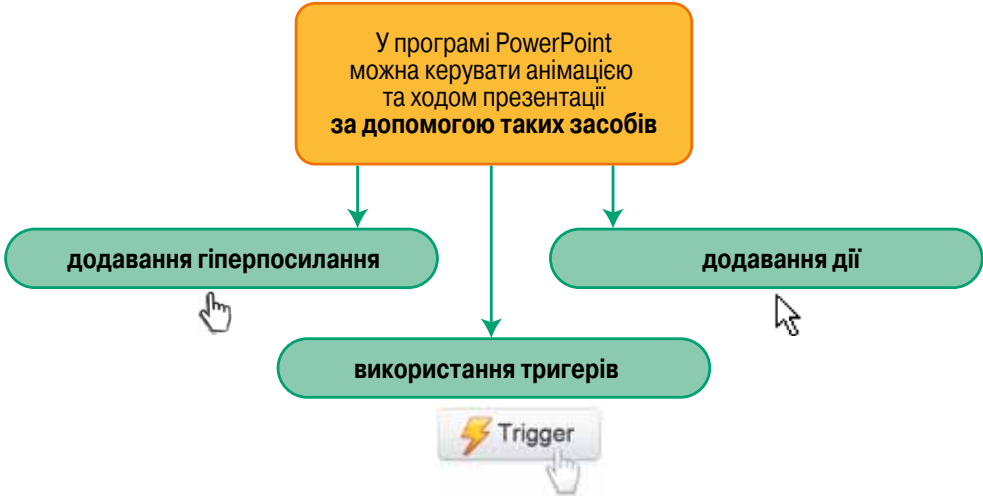 У програмі PowerPoint
можна керувати анімацією
та ходом презентації
за допомогою таких засобів
додавання гіперпосилання
додавання дії
використання тригерів
Trigger